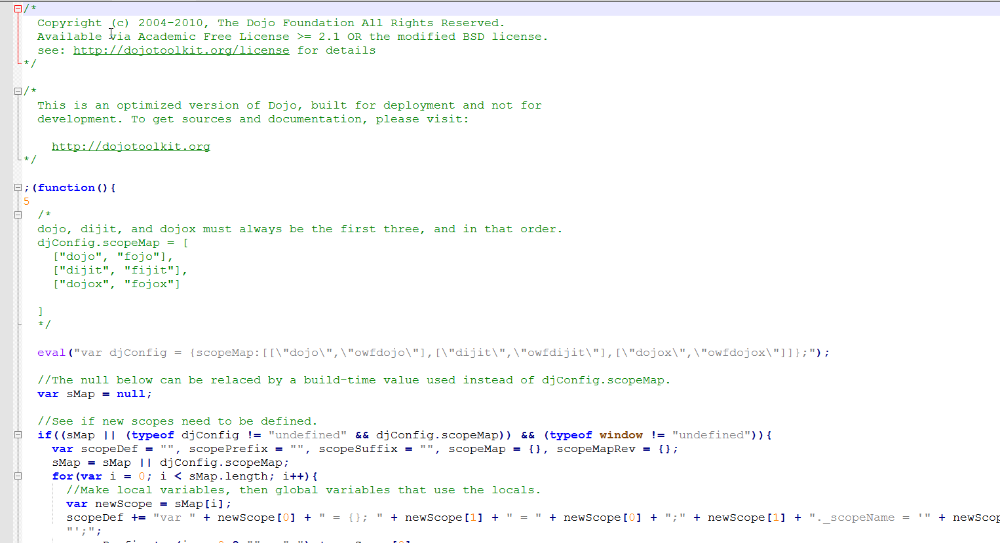 /*
Copyright (c) 2004-2010, The Dojo Foundation All Rights Reserved.
Available via Academic Free License >= 2.1 OR the modified BSD license.
see: http://dojotoolkit.org/license for details
*/
/*
This is an optimized version of Dojo, built for deployment and not for
development. To get sources and documentation, please visit:
http://dojotoolkit.org
*/
;(function(){
5
/*
dojo, dijit, and dojox must always be the first three, and in that order.
djConfig.scopeMap = [
["dojo", "fojo"],
["dijit", "fijit"],
["dojox", "fojox"]
]
*/
eval("var djConfig = {scopeMap:[[\"dojo\",\"owfdojo\"],[\"dijit\",\"owfdijit\"],[\"dojox\",\"owfdojox\"]]};");
//The null below can be relaced by a build-time value used instead of djConfig.scopeMap.
var sMap = null;
//See if new scopes need to be defined.
if((sMap || (typeof djConfig != "undefined" && djConfig.scopeMap)) && (typeof window != "undefined")){
var scopeDef = "", scopePrefix = "", scopeSuffix = "", scopeMap = {}, scopeMapRev = {};
sMap = sMap || djConfig.scopeMap;
for(var i = 0; i < sMap.length; i++){
//Make local variables, then global variables that use the locals.
var newScope = sMap[i];
scopeDef += "var " + newScope[0] + " = {}; " + newScope[1] + " = " + newScope[0] + ";" + newScope[1] + "._scopeName = '" + newScop
"';";